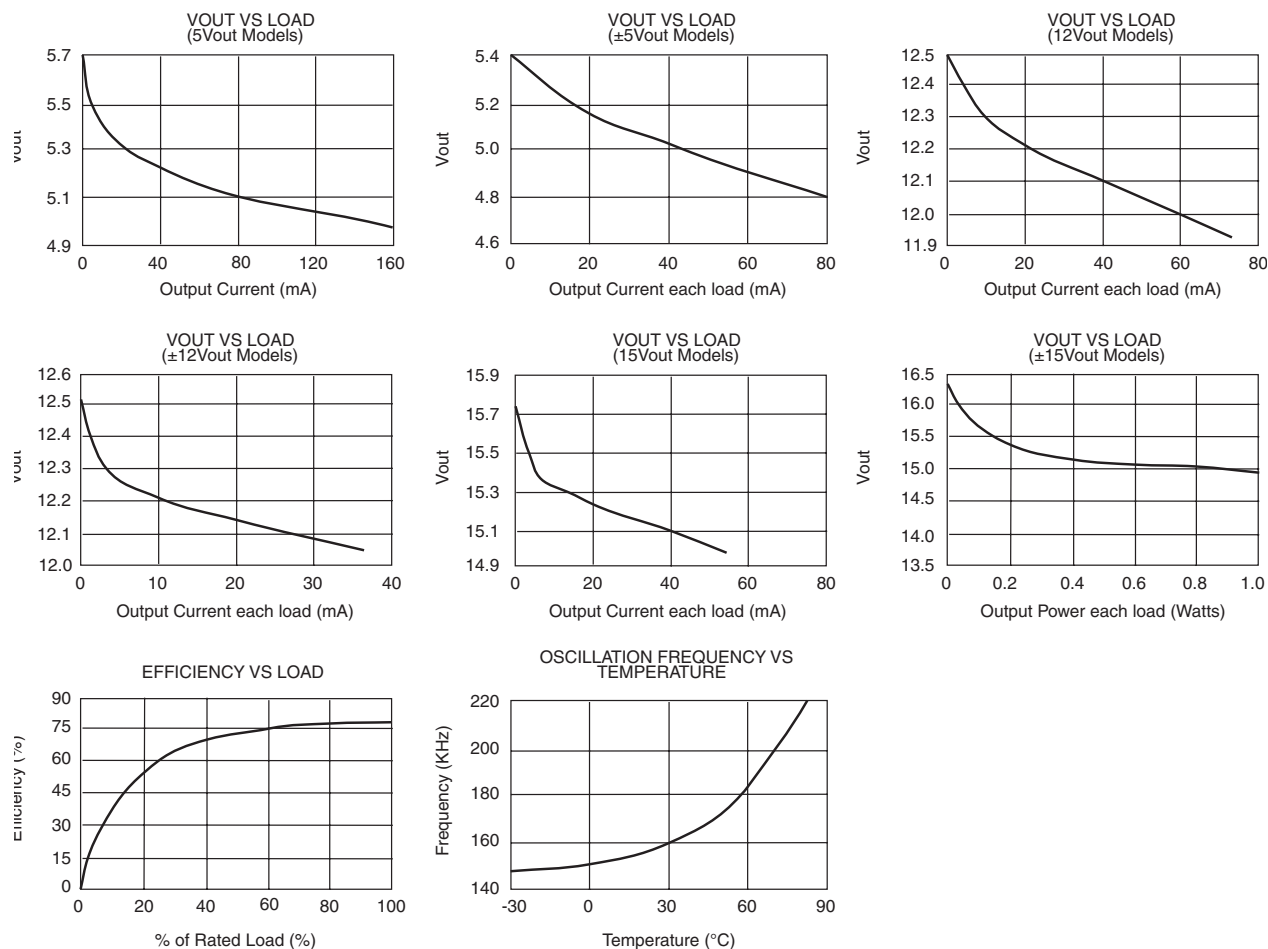 VOUT VS LOAD
(5Vout Models)
5.7
5.5
5.3
5.1
4.9
Vout
0 40 80 120 160
Output Current (mA)
VOUT VS LOAD
(±5Vout Models)
5.4
5.2
5.0
4.8
4.6
Vout
0 20 40 60 80
Output Current each load (mA)
VOUT VS LOAD
(12Vout Models)
12.5
12.4
12.3
12.2
12.1
12.0
11.9
Vout
0 20 40 60 80
Output Current each load (mA)
VOUT VS LOAD
(±12Vout Models)
12.6
12.5
12.4
12.3
12.2
12.1
12.0
Vout
0 10 20 30 40
Output Current each load (mA)
VOUT VS LOAD
(15Vout Models)
15.9
15.7
15.5
15.3
15.1
14.9
Vout
0 20 40 60 80
Output Current each load (mA)
VOUT VS LOAD
(±15Vout Models)
16.5
16.0
15.5
15.0
14.5
14.0
13.5
Vout
0 0.2 0.4 0.6 0.8 1.0
Output Power each load (Watts)
EFFICIENCY VS LOAD
90
75
60
45
30
15
0
Efficiency (%)
0 20 40 60 80 100
% of Rated Load (%)
OSCILLATION FREQUENCY VS
TEMPERATURE
220
200
180
160
140
Frequency (KHz)
-30 0 30 60 90
Temperature (°C)